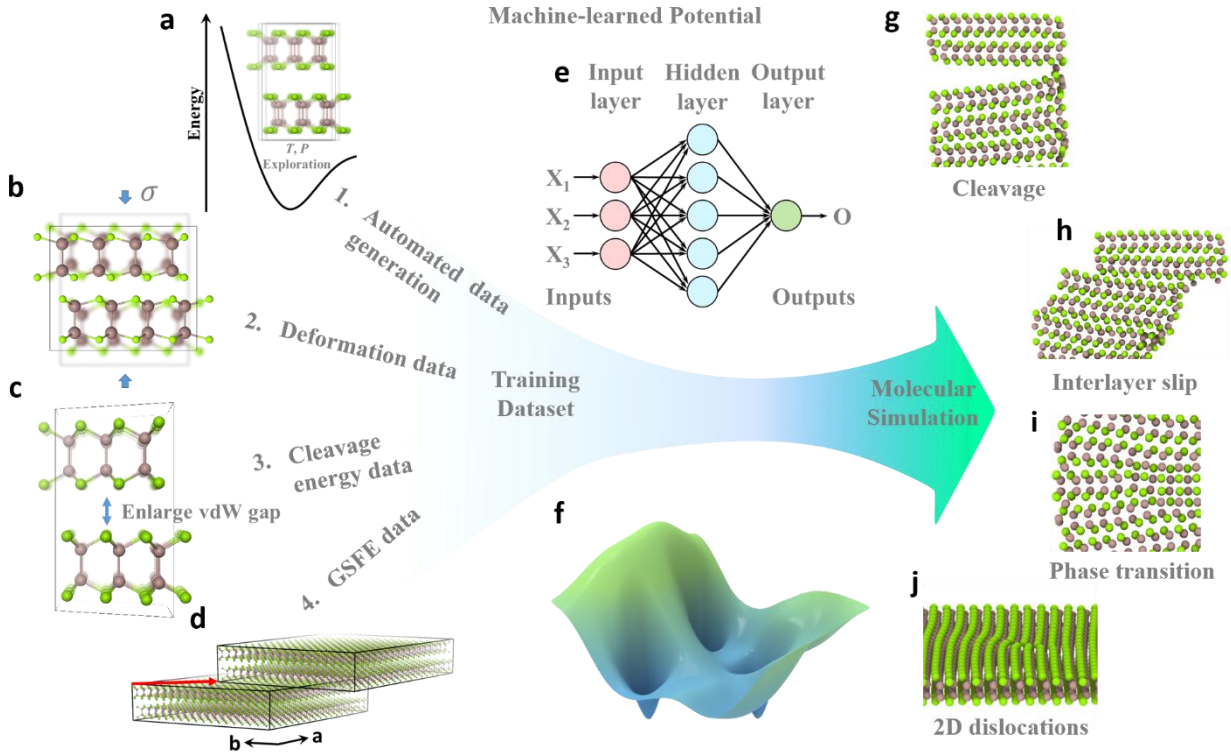 Machine-learned Potential
a
Energy
T, P
Exploration
b
σ
c
Enlarge vdW gap
d
b
a
1. Automated data
generation
2. Deformation data
3. Cleavage
energy data
4. GSFE data
Training
Dataset
e
Input
layer
Hidden
layer
Output
layer
X1
X2
X3
O
Inputs
Outputs
f
Molecular
Simulation
g
Cleavage
h
Interlayer slip
i
Phase transition
j
2D dislocations